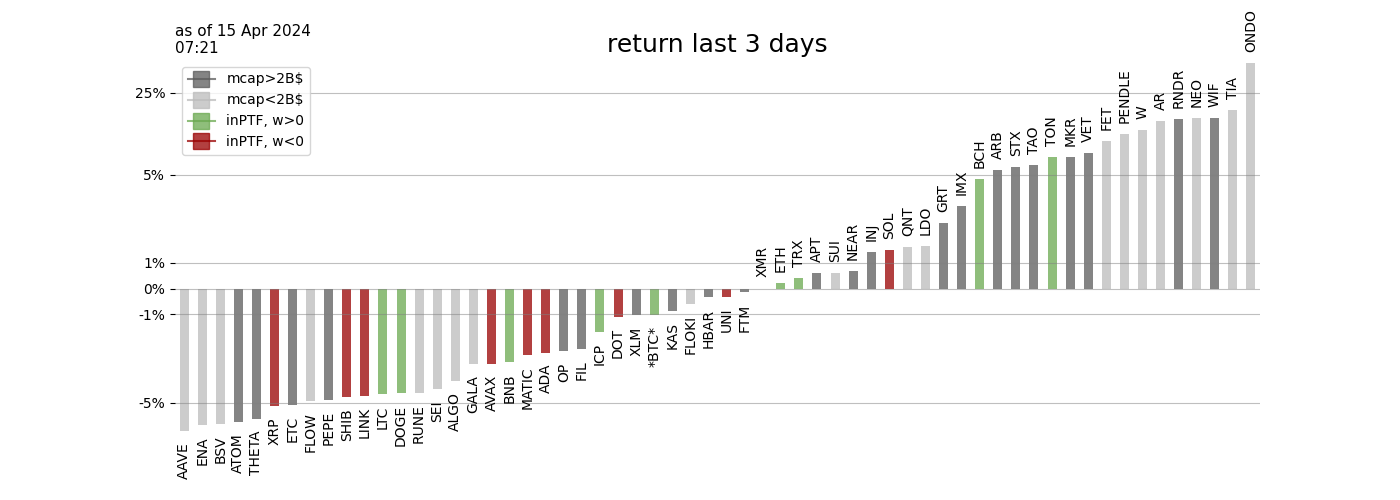 as of 15 Apr 2024
07:21
return last 3 days
mcap>2B$
mcap<2B$
inPTF, w>0
inPTF, w<0
25%
5%
1%
0%
-1%
-5%
AAVE
ENA
BSV
ATOM
THETA
XRP
ETC
FLOW
PEPE
SHIB
LINK
LTC
DOGE
RUNE
SEI
ALGO
GALA
AVAX
BNB
MATIC
ADA
OP
FIL
ICP
DOT
XLM
*BTC*
KAS
FLOKI
HBAR
UNI
FTM
XMR
ETH
TRX
APT
SUI
NEAR
INJ
SOL
QNT
LDO
GRT
IMX
BCH
ARB
STX
TAO
TON
MKR
VET
FET
PENDLE
W
AR
RNDR
NEO
WIF
TIA
ONDO